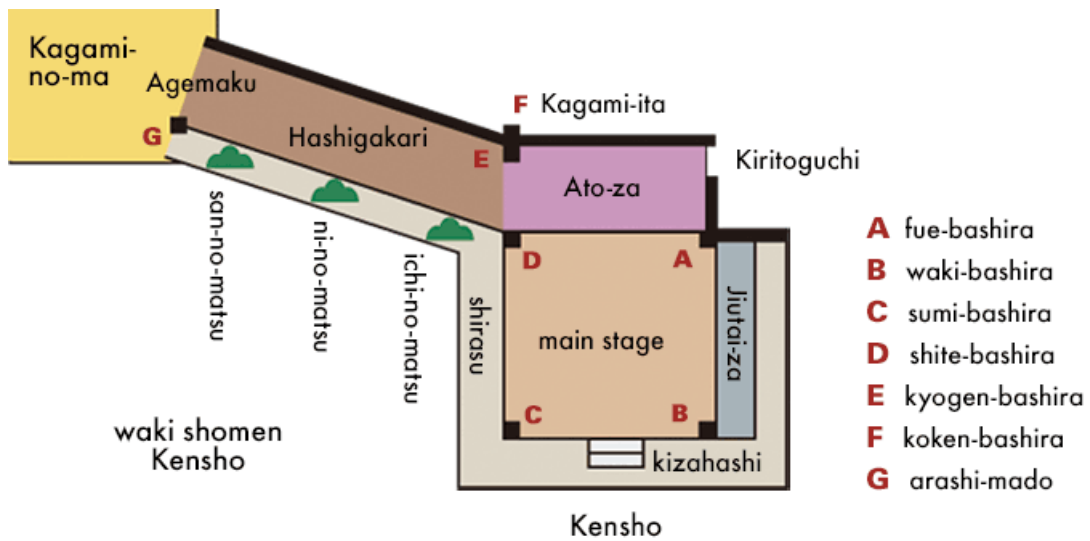 Kagami-
no-ma
Agemaku
G
Hashigakari
E
F Kagami-ita
Kiritoguchi
Ato-za
san-no-matsu
ni-no-matsu
ichi-no-matsu
shirasu
D
A
main stage
Jiutai-za
C
B
kizahashi
waki shomen
Kensho
Kensho
A fue-bashira
B waki-bashira
C sumi-bashira
D shite-bashira
E kyogen-bashira
F koken-bashira
G arashi-mado